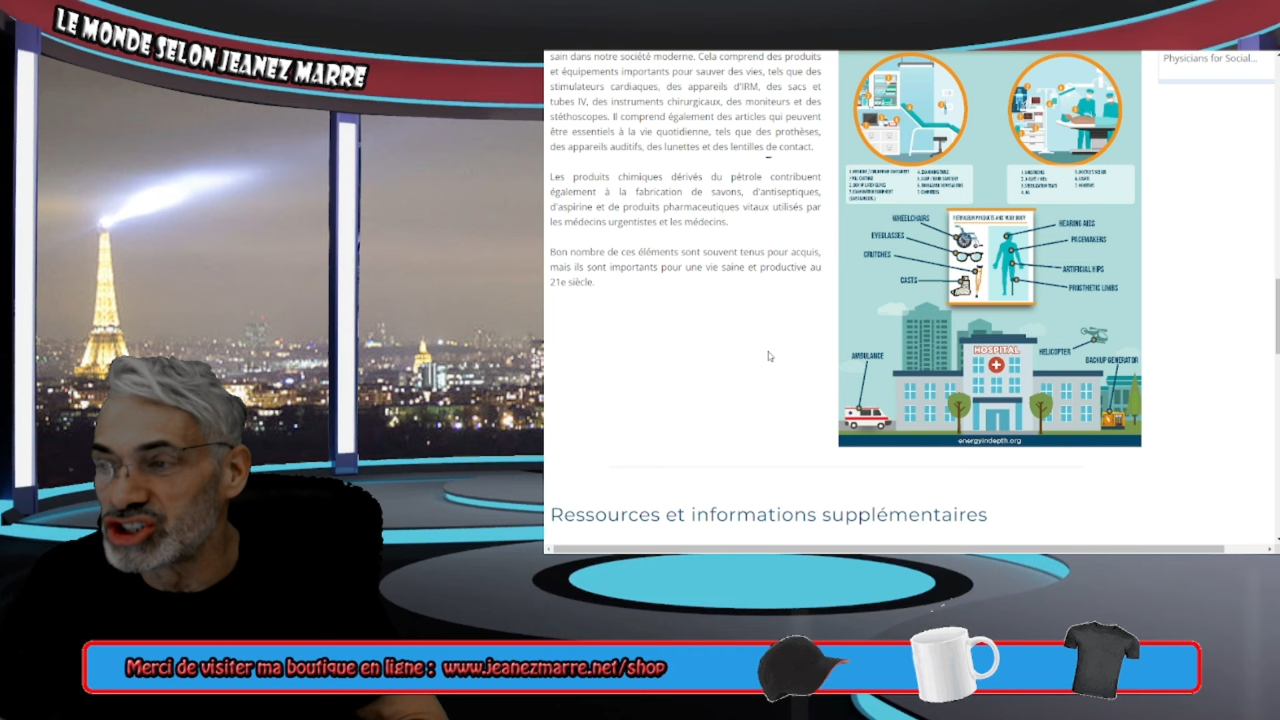 LE MONDE SELON JEANEZ MARRE
sain dans notre société moderne. Cela comprend des produits
et équipements importants pour sauver des vies, tels que des
stimulateurs cardiaques, des appareils d'IRM, des sacs et
tubes IV, des instruments chirurgicaux, des moniteurs et des
stéthoscopes. Il comprend également des articles qui peuvent
être essentiels à la vie quotidienne, tels que des prothèses,
des appareils auditifs, des lunettes et des lentilles de contact.
Les produits chimiques dérivés du pétrole contribuent
également à la fabrication de savons, d'antiseptiques,
d'aspirine et de produits pharmaceutiques vitaux utilisés par
les médecins urgentistes et les médecins.
Bon nombre de ces éléments sont souvent tenus pour acquis,
mais ils sont importants pour une vie saine et productive au
21e siècle.
Physicians for Social...
PETROLEUM PRODUCTS AND YOUR BODY
WHEELCHAIRS
EYEGLASSES
CRUTCHES
CASTS
HEARING AIDS
PACEMAKERS
ARTIFICIAL HIPS
PROSTHETIC LIMBS
AMBULANCE
HOSPITAL
HELICOPTER
BACKUP GENERATOR
energyindepth.org
Ressources et informations supplémentaires
Merci de visiter ma boutique en ligne : www.jeanezmarre.net/shop